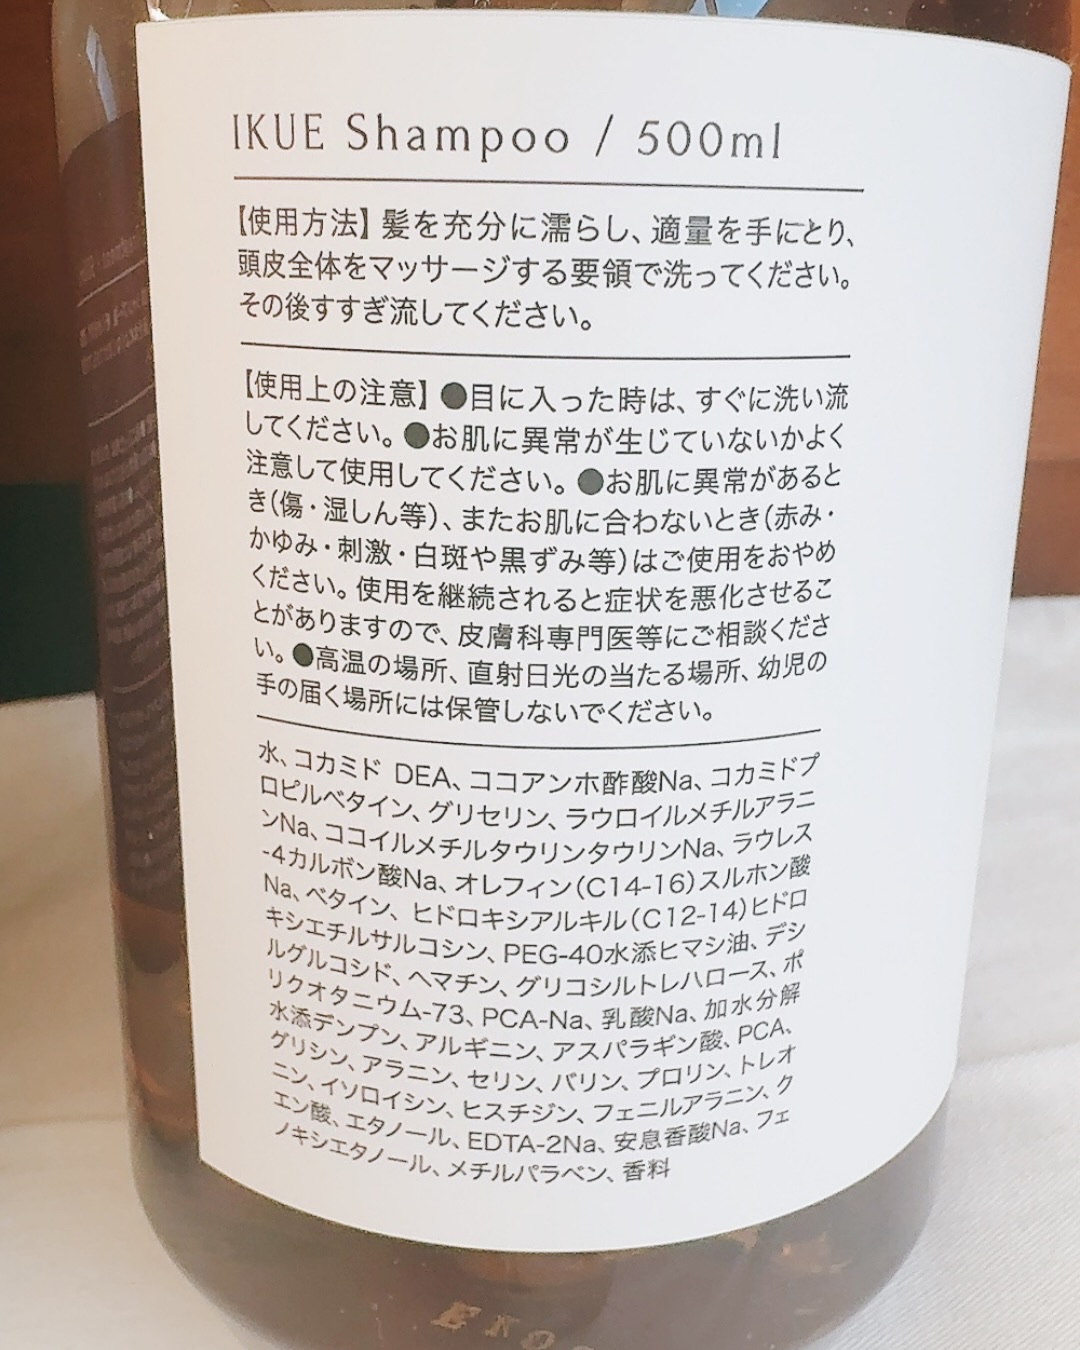 IKUE Shampoo / 500ml
【使用方法】髪を充分に濡らし、適量を手にとり、
頭皮全体をマッサージする要領で洗ってください。
その後すすぎ流してください。
【使用上の注意】●目に入った時は、すぐに洗い流
してください。●お肌に異常が生じていないかよく
注意して使用してください。●お肌に異常があると
き(傷・湿しん等)、またお肌に合わないとき(赤み・
かゆみ・刺激・白斑や黒ずみ等)はご使用をおやめ
ください。使用を継続されると症状を悪化させるこ
とがありますので、皮膚科専門医等にご相談くださ
い。●高温の場所、直射日光の当たる場所、幼児の
手の届く場所には保管しないでください。
水、コカミド DEA、ココアンホ酢酸Na、コカミドプ
ロピルベタイン、グリセリン、ラウロイルメチルアラニ
ンNa、ココイルメチルタウリンタウリンNa、ラウレス
-4カルボン酸Na、オレフィン(C14-16)スルホン酸
Na、ベタイン、ヒドロキシアルキル(C12-14)ヒドロ
キシエチルサルコシン、PEG-40水添ヒマシ油、デシ
ルグルコシド、ヘマチン、グリコシルトレハロース、ポ
リクオタニウム-73、PCA-Na、乳酸Na、加水分解
水添デンプン、アルギニン、アスパラギン酸、PCA、
グリシン、アラニン、セリン、バリン、プロリン、トレオ
ニン、イソロイシン、ヒスチジン、フェニルアラニン、ク
エン酸、エタノール、EDTA-2Na、安息香酸Na、フェ
ノキシエタノール、メチルパラベン、香料